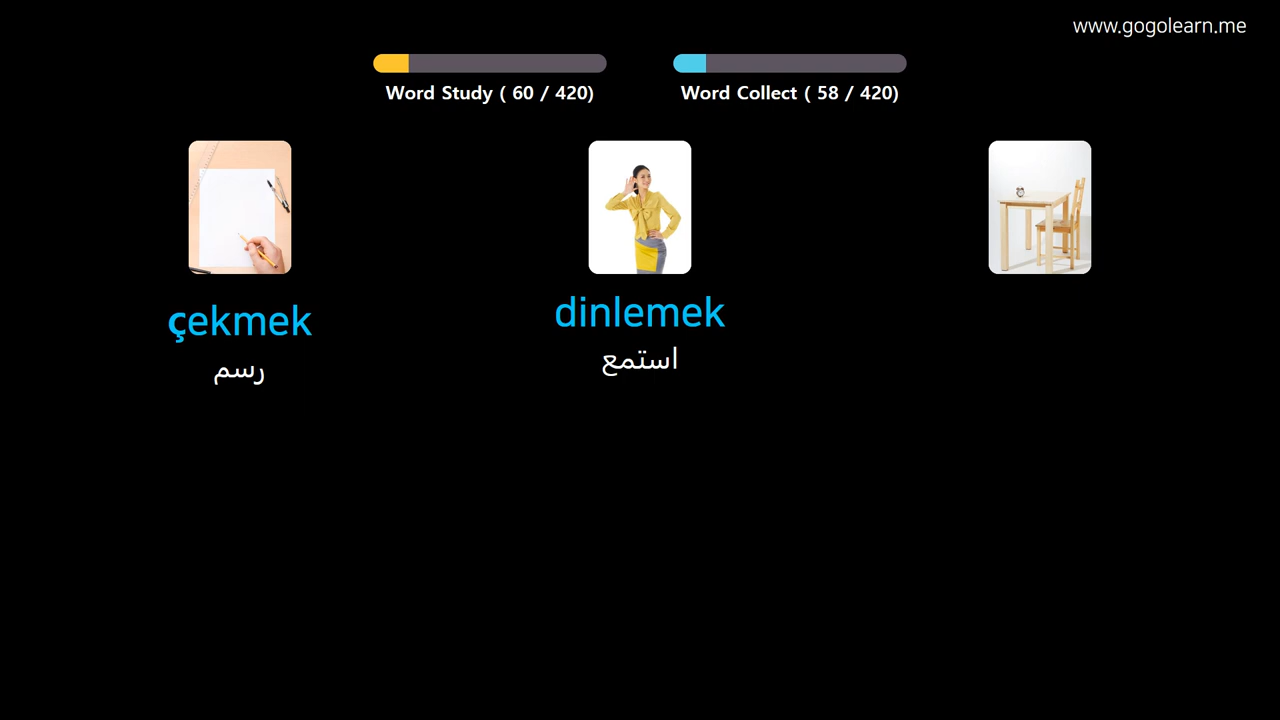 www.gogolearn.me
Word Study ( 60 / 420)
Word Collect ( 58 / 420)
çekmek
رسم
dinlemek
استمع